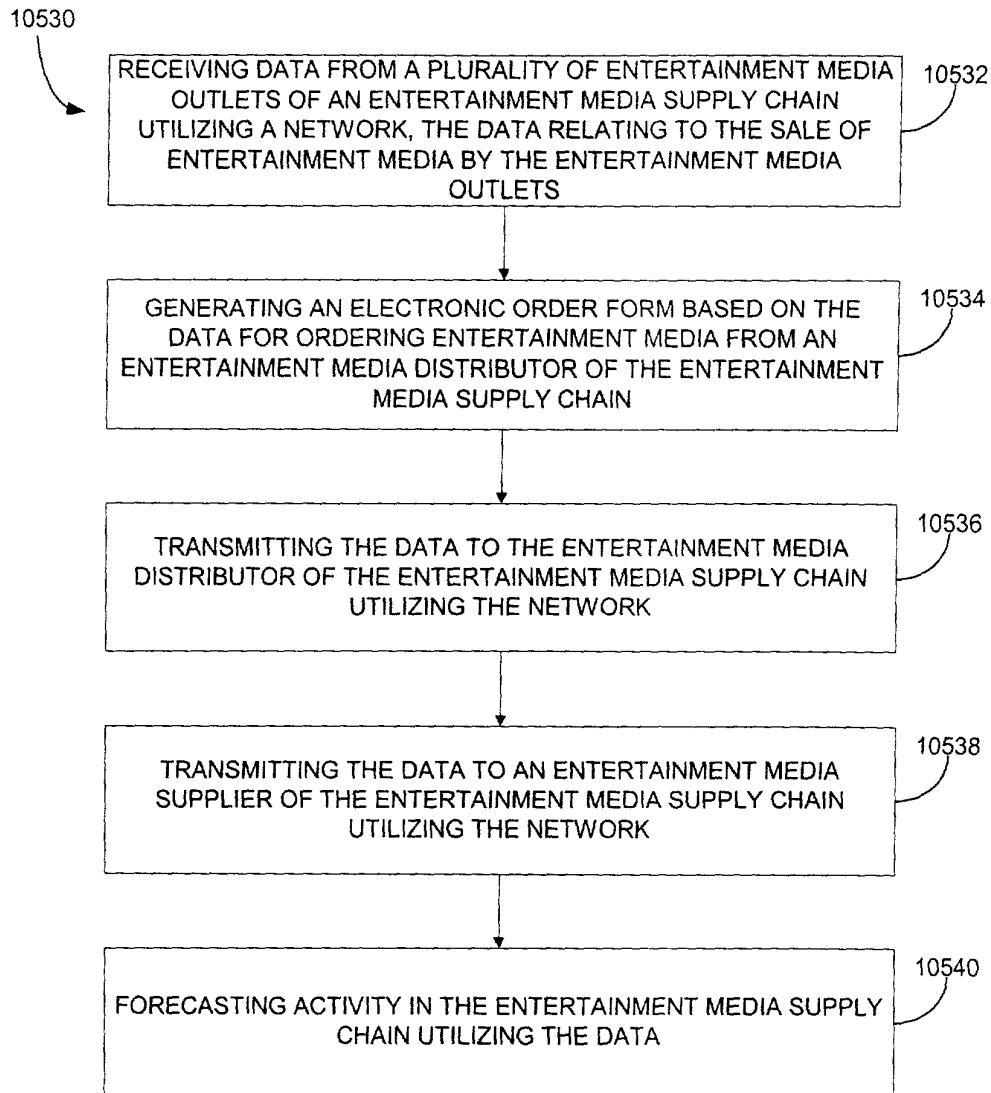 10530
RECEIVING DATA FROM A PLURALITY OF ENTERTAINMENT MEDIA
OUTLETS OF AN ENTERTAINMENT MEDIA SUPPLY CHAIN
UTILIZING A NETWORK, THE DATA RELATING TO THE SALE OF
ENTERTAINMENT MEDIA BY THE ENTERTAINMENT MEDIA
OUTLETS
10532
GENERATING AN ELECTRONIC ORDER FORM BASED ON THE
DATA FOR ORDERING ENTERTAINMENT MEDIA FROM AN
ENTERTAINMENT MEDIA DISTRIBUTOR OF THE ENTERTAINMENT
MEDIA SUPPLY CHAIN
10534
TRANSMITTING THE DATA TO THE ENTERTAINMENT MEDIA
DISTRIBUTOR OF THE ENTERTAINMENT MEDIA SUPPLY CHAIN
UTILIZING THE NETWORK
10536
TRANSMITTING THE DATA TO AN ENTERTAINMENT MEDIA
SUPPLIER OF THE ENTERTAINMENT MEDIA SUPPLY CHAIN
UTILIZING THE NETWORK
10538
FORECASTING ACTIVITY IN THE ENTERTAINMENT MEDIA SUPPLY
CHAIN UTILIZING THE DATA
10540